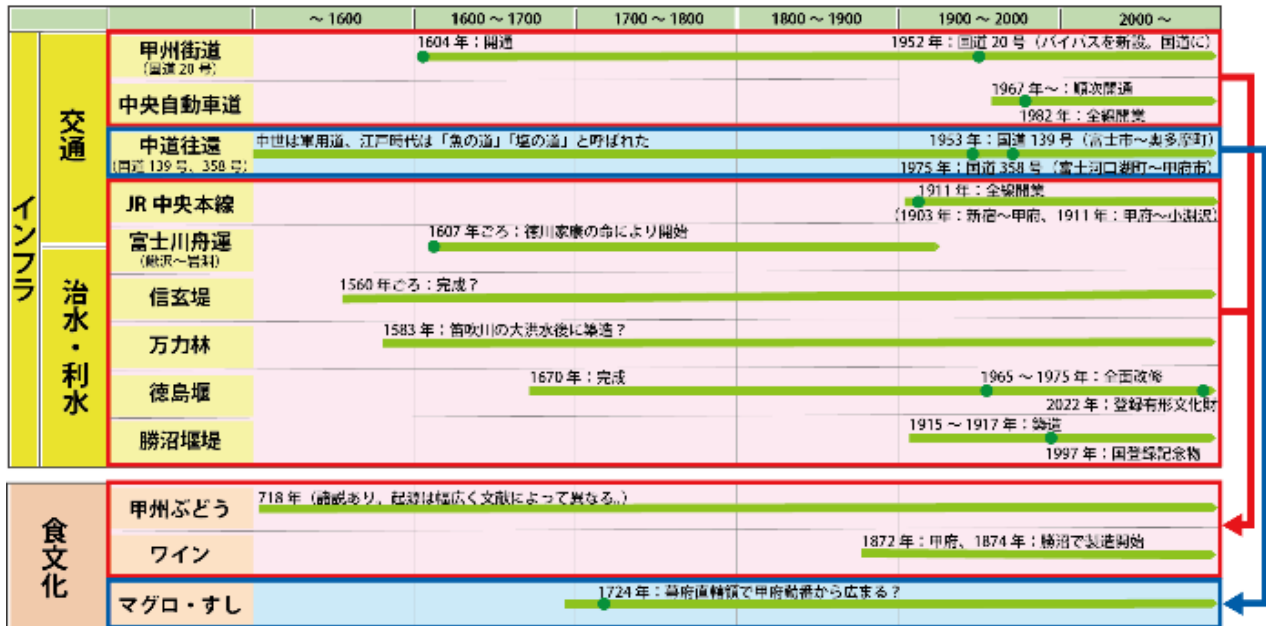 ～1600　1600～1700　1700～1800　1800～1900　1900～2000　2000～
インフラ
交通
甲州街道
(国道20号)
1604年：開通
1952年：国道20号（バイパスを新設。国道に）
中央自動車道
1967年～：順次開通
1982年：全線開業
中道往還
(国道139号、358号)
中世は軍用道、江戸時代は「魚の道」「塩の道」と呼ばれた
1953年：国道139号（富士市～奥多摩町）
1975年：国道358号（富士河口湖町～甲府市）
JR中央本線
1911年：全線開業
（1903年：新宿～甲府、1911年：甲府～小淵沢）
富士川舟運
(鰍沢～岩淵)
1607年ごろ：徳川家康の命により開始
治水・利水
信玄堤
1560年ごろ：完成？
万力林
1583年：笛吹川の大洪水後に築造？
徳島堰
1670年：完成
1965～1975年：全面改修
2022年：登録有形文化財
勝沼堰堤
1915～1917年：築造
1997年：国登録記念物
食文化
甲州ぶどう
718年（諸説あり、起源は幅広く文献によって異なる。）
ワイン
1872年：甲府、1874年：勝沼で製造開始
マグロ・すし
1724年：幕府直轄領で甲府勤番から広まる？